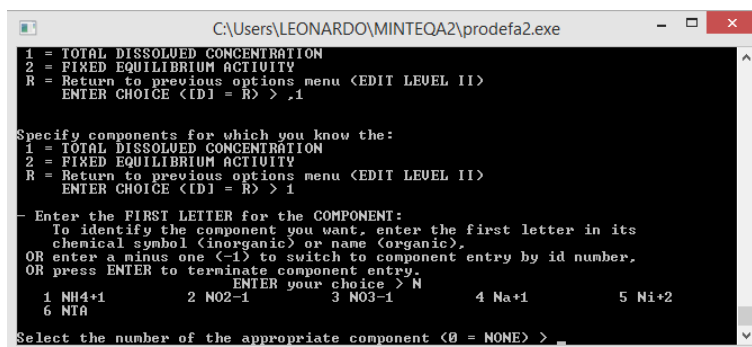 C:\Users\LEONARDO\MINTEQA2\prodefa2.exe
1 = TOTAL DISSOLVED CONCENTRATION
2 = FIXED EQUILIBRIUM ACTIVITY
R = Return to previous options menu (EDIT LEVEL II)
ENTER CHOICE ([D] = R) > ,1
Specify components for which you know the:
1 = TOTAL DISSOLVED CONCENTRATION
2 = FIXED EQUILIBRIUM ACTIVITY
R = Return to previous options menu (EDIT LEVEL II)
ENTER CHOICE ([D] = R) > 1
- Enter the FIRST LETTER for the COMPONENT:
To identify the component you want, enter the first letter in its
chemical symbol (inorganic) or name (organic),
OR enter a minus one (-1) to switch to component entry by id number,
OR press ENTER to terminate component entry.
ENTER your choice > N
1 NH4+1 2 NO2-1 3 NO3-1 4 Na+1 5 Ni+2
6 NTA
Select the number of the appropriate component (0 = NONE) > _